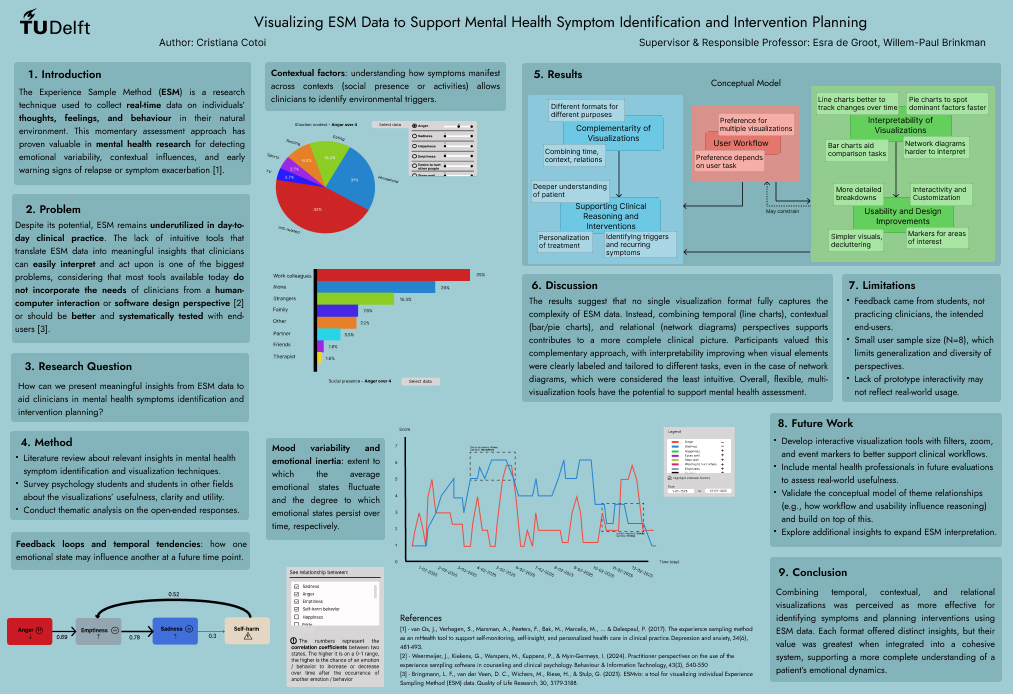 TUDelft
Visualizing ESM Data to Support Mental Health Symptom Identification and Intervention Planning
Author: Cristiana Cotoi
Supervisor & Responsible Professor: Esra de Groot, Willem-Paul Brinkman
1. Introduction
The Experience Sample Method (ESM) is a research
technique used to collect real-time data on individuals'
thoughts, feelings, and behaviour in their natural
environment. This momentary assessment approach has
proven valuable in mental health research for detecting
emotional variability, contextual influences, and early
warning signs of relapse or symptom exacerbation [1].
2. Problem
Despite its potential, ESM remains underutilized in day-to-
day clinical practice. The lack of intuitive tools that
translate ESM data into meaningful insights that clinicians
can easily interpret and act upon is one of the biggest
problems, considering that most tools available today do
not incorporate the needs of clinicians from a human-
computer interaction or software design perspective [2]
or should be better and systematically tested with end-
users [3].
3. Research Question
How can we present meaningful insights from ESM data to
aid clinicians in mental health symptoms identification and
intervention planning?
4. Method
• Literature review about relevant insights in mental health
symptom identification and visualization techniques.
• Survey psychology students and students in other fields
about the visualizations' usefulness, clarity and utility.
• Conduct thematic analysis on the open-ended responses.
Feedback loops and temporal tendencies: how one
emotional state may influence another at a future time point.
0.52
Anger
Emptiness
Sadness
Self-harm
0.69
0.78
0.3
Contextual factors: understanding how symptoms manifest
across contexts (social presence or activities) allows
clinicians to identify environmental triggers.
Situation context - Anger over 4
Select data
Anger
Sadness
Happiness
Emptiness
Eating
Household
Sports
TV
Work colleagues
Alone
Strangers
Family
Other
Partner
Friends
Therapist
Social presence - Anger over 4
Select data
Mood variability and
emotional inertia: extent to
which the average
emotional states fluctuate
and the degree to which
emotional states persist over
time, respectively.
Score
7
6
5
4
3
2
1
Time (day)
Legend
See relationship between:
Sadness
Anger
Emptiness
Self-harm behavior
Happiness
The numbers represent the
correlation coefficients between two
states. The higher it is on a 0-1 range,
the higher is the chance of an emotion
/ behavior to increase or decrease
over time after the occurrence of
another emotion / behavior
5. Results
Conceptual Model
Different formats for
different purposes
Complementarity of
Visualizations
Combining time,
context, relations
Deeper understanding
of patient
Supporting Clinical
Reasoning and
Interventions
Personalization
of treatment
Identifying triggers
and recurring
symptoms
Preference for
multiple visualizations
User Workflow
Preference depends
on user task
May constrain
Line charts better to
track changes over time
Pie charts to spot
dominant factors faster
Interpretability of
Visualizations
Bar charts aid
comparison tasks
Network diagrams
harder to interpret
More detailed
breakdowns
Interactivity and
Customization
Usability and Design
Improvements
Simpler visuals,
decluttering
Markers for areas
of interest
6. Discussion
The results suggest that no single visualization format fully captures the
complexity of ESM data. Instead, combining temporal (line charts), contextual
(bar/pie charts), and relational (network diagrams) perspectives supports
contributes to a more complete clinical picture. Participants valued this
complementary approach, with interpretability improving when visual elements
were clearly labeled and tailored to different tasks, even in the case of network
diagrams, which were considered the least intuitive. Overall, flexible, multi-
visualization tools have the potential to support mental health assessment.
7. Limitations
• Feedback came from students, not
practicing clinicians, the intended
end-users.
• Small user sample size (N=8), which
limits generalization and diversity of
perspectives.
• Lack of prototype interactivity may
not reflect real-world usage.
8. Future Work
• Develop interactive visualization tools with filters, zoom,
and event markers to better support clinical workflows.
• Include mental health professionals in future evaluations
to assess real-world usefulness.
• Validate the conceptual model of theme relationships
(e.g., how workflow and usability influence reasoning)
and build on top of this.
• Explore additional insights to expand ESM interpretation.
9. Conclusion
Combining temporal, contextual, and relational
visualizations was perceived as more effective for
identifying symptoms and planning interventions using
ESM data. Each format offered distinct insights, but their
value was greatest when integrated into a cohesive
system, supporting a more complete understanding of a
patient's emotional dynamics.
References
[1] - van Os, J., Verhagen, S., Marsman, A., Peeters, F., Bak, M., Marcelis, M., ... & Delespaul, P. (2017). The experience sampling method
as an mHealth tool to support self-monitoring, self-insight, and personalized health care in clinical practice. Depression and anxiety, 34(6),
481-493.
[2] - Weermeijer, J., Kiekens, G., Wampers, M., Kuppens, P., & Myin-Germeys, I. (2024). Practitioner perspectives on the use of the
experience sampling software in counseling and clinical psychology. Behaviour & Information Technology, 43(3), 540-550
[3] - Bringmann, L. F., van der Veen, D. C., Wichers, M., Riese, H., & Stulp, G. (2021). ESMvis: a tool for visualizing individual Experience
Sampling Method (ESM) data. Quality of Life Research, 30, 3179-3188.